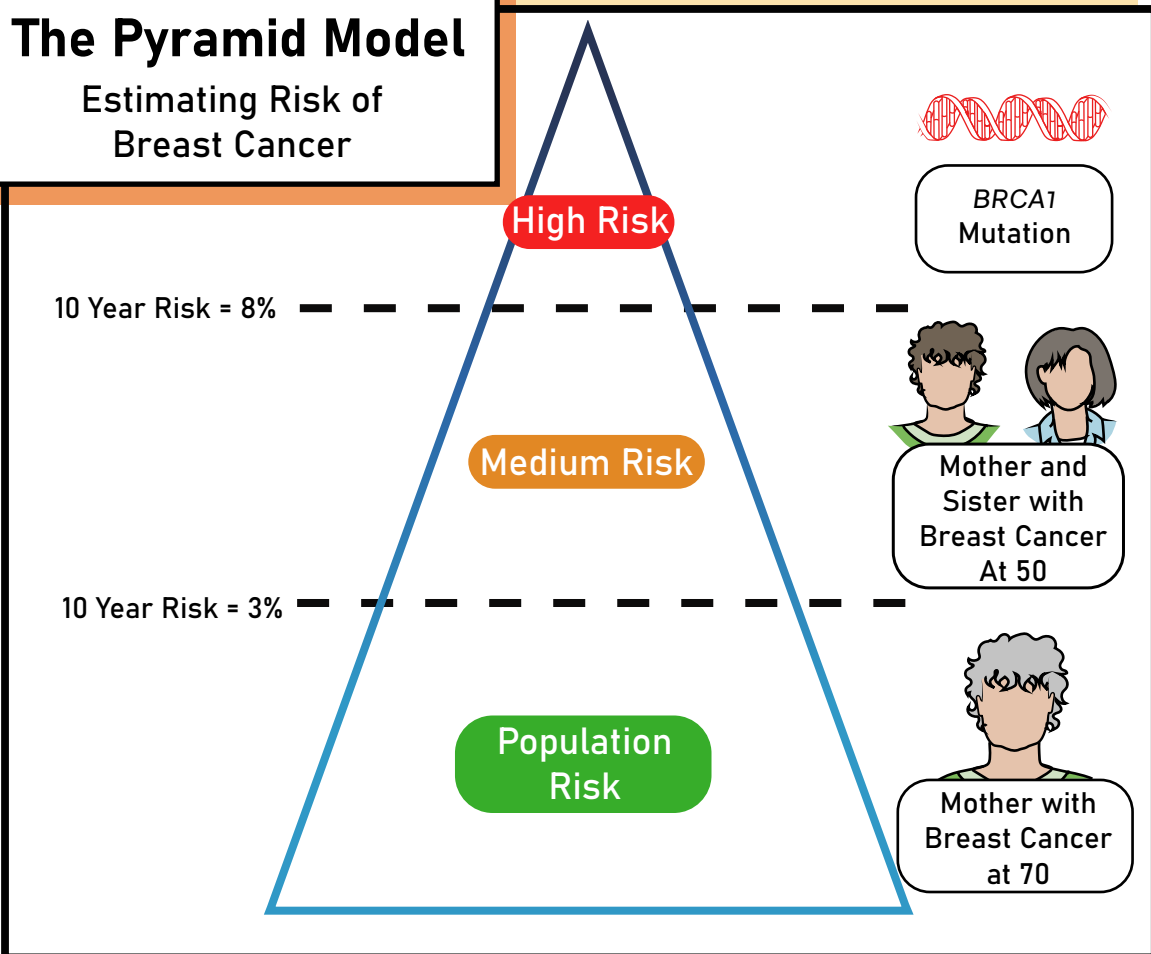 The Pyramid Model
Estimating Risk of
Breast Cancer
High Risk
BRCA1
Mutation
10 Year Risk = 8%
Medium Risk
Mother and
Sister with
Breast Cancer
At 50
10 Year Risk = 3%
Population
Risk
Mother with
Breast Cancer
at 70